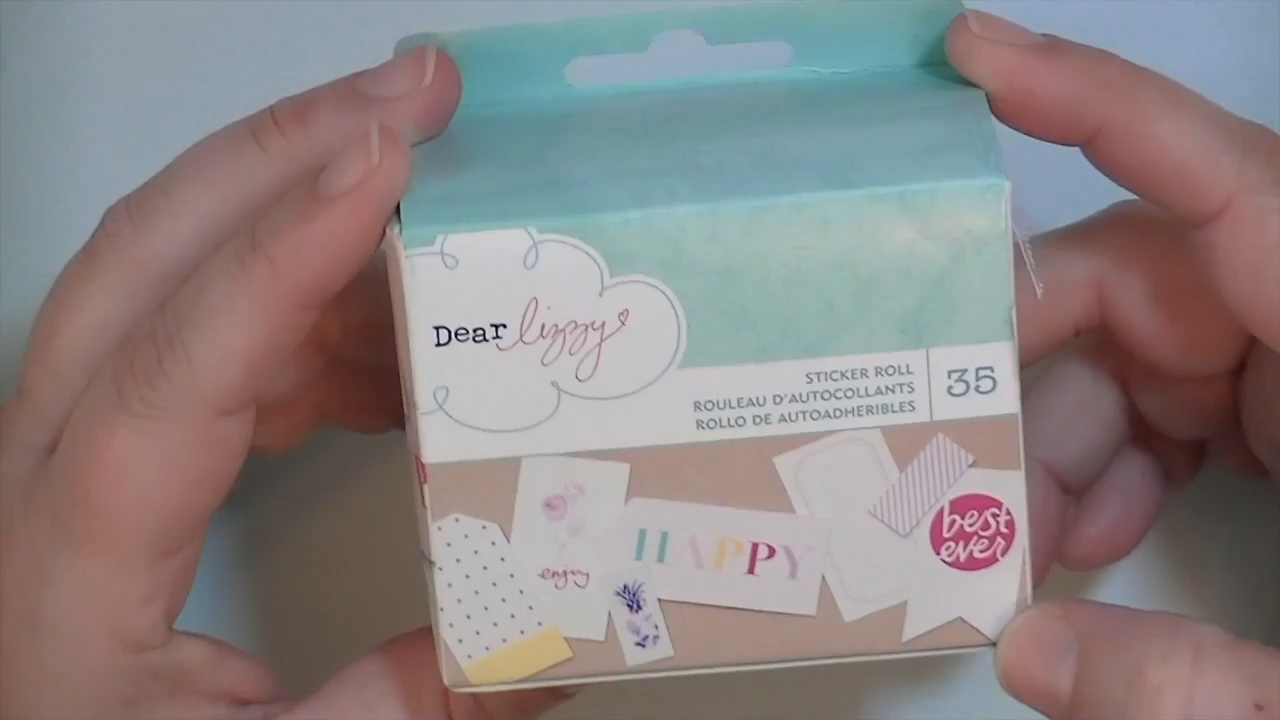 Dear lizzy
STICKER ROLL
ROULEAU D'AUTOCOLLANTS
ROLLO DE AUTOADHERIBLES
35
enjoy
HAPPY
best
ever